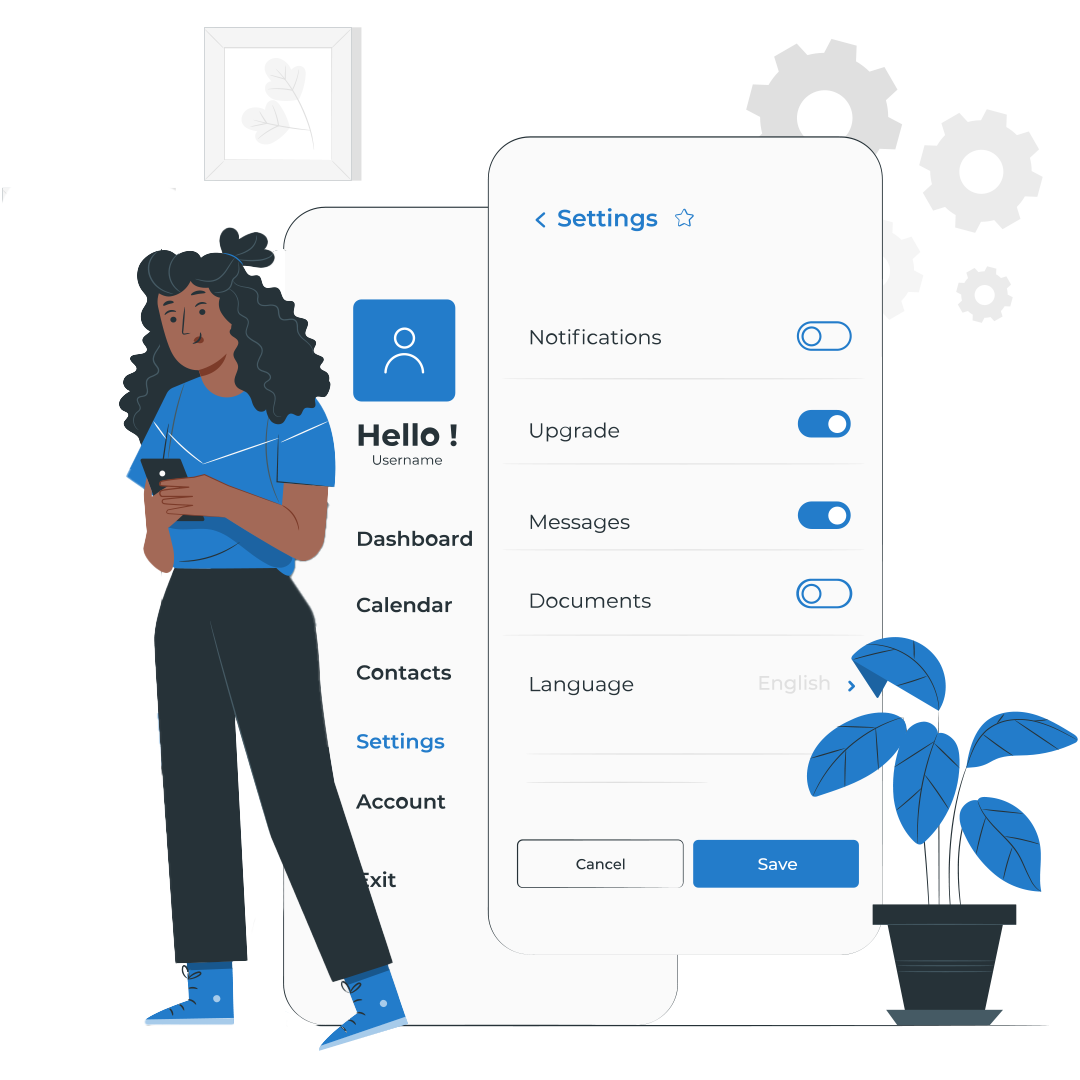 Hello !
Username
Dashboard
Calendar
Contacts
Settings
Account
Exit
Settings
Notifications
Upgrade
Messages
Documents
Language English
Cancel Save